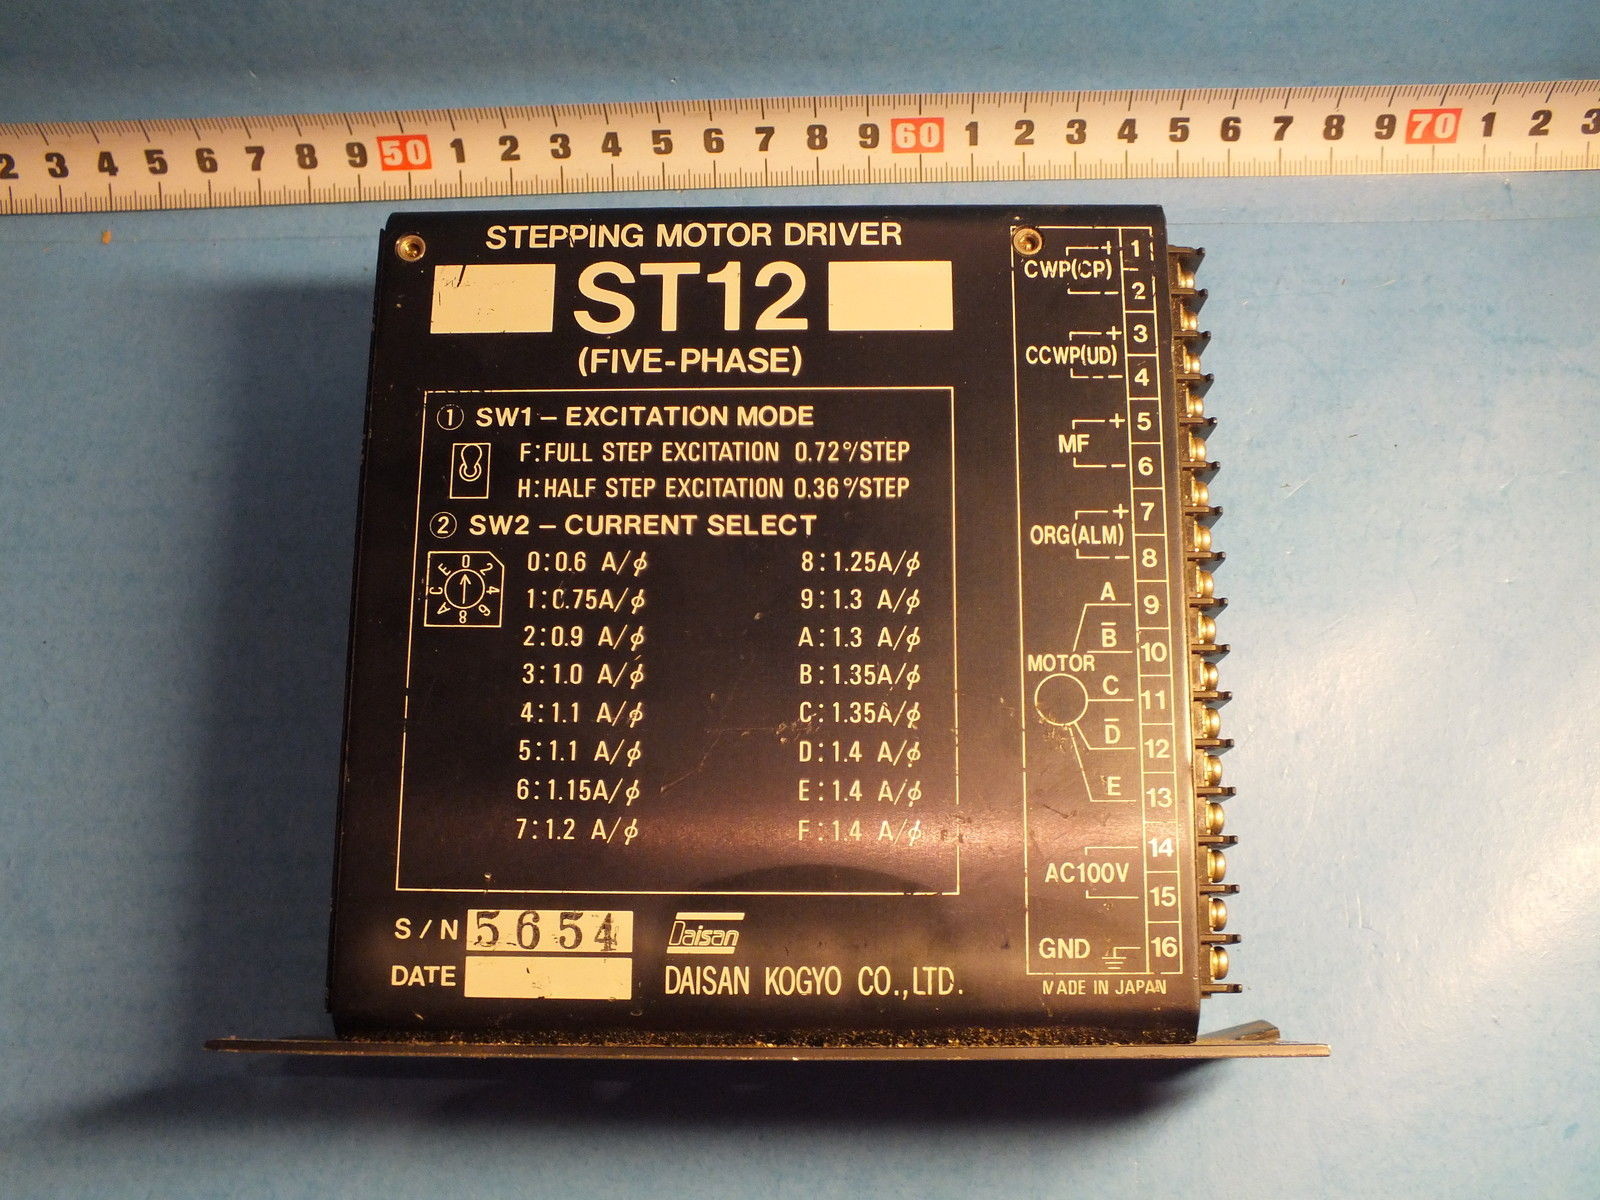 2 3 4 5 6 7 8 9 50 1 2 3 4 5 6 7 8 9 60 1 2 3 4 5 6 7 8 9 70 1 2 3
STEPPING MOTOR DRIVER
ST12
(FIVE-PHASE)
① SW1 – EXCITATION MODE
F:FULL STEP EXCITATION 0.72°/STEP
H:HALF STEP EXCITATION 0.36°/STEP
② SW2 – CURRENT SELECT
0 2 4 6 8 A C E
0:0.6 A/ϕ
1:0.75A/ϕ
2:0.9 A/ϕ
3:1.0 A/ϕ
4:1.1 A/ϕ
5:1.1 A/ϕ
6:1.15A/ϕ
7:1.2 A/ϕ
8:1.25A/ϕ
9:1.3 A/ϕ
A:1.3 A/ϕ
B:1.35A/ϕ
C:1.35A/ϕ
D:1.4 A/ϕ
E:1.4 A/ϕ
F:1.4 A/ϕ
S/N 5654
DATE
Daisan
DAISAN KOGYO CO.,LTD.
CWP(CP) + 1
– 2
CCWP(UD) + 3
– 4
MF + 5
– 6
ORG(ALM) + 7
– 8
MOTOR
A 9
B̅ 10
C 11
D̅ 12
E 13
AC100V 14
15
GND 16
MADE IN JAPAN